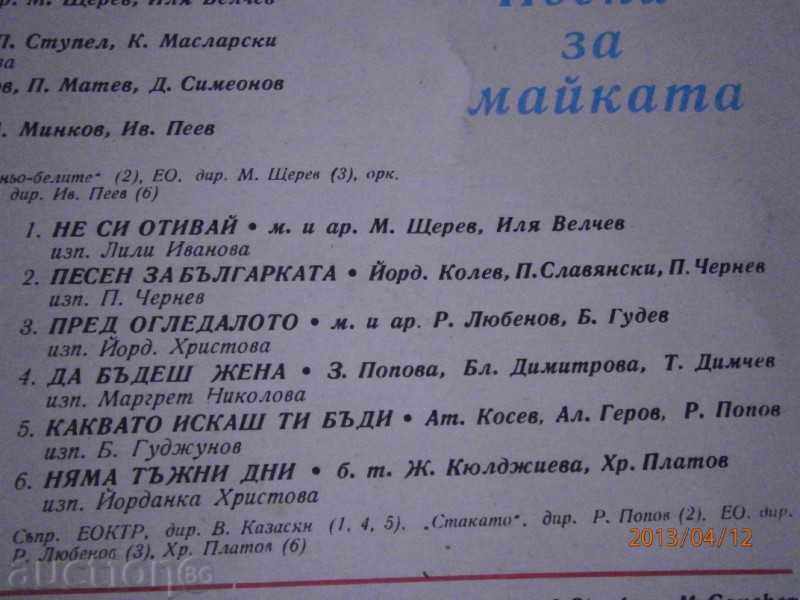 М. Щерев, Иля Велчев
Ступел, К. Масларски
П. Матев, Д. Симеонов
Минков, Ив. Пеев
за
майката
(2), ЕО, дир. М. Щерев (3), орк.
дир. Ив. Пеев (6)
1. НЕ СИ ОТИВАЙ • м. и ар. М. Щерев, Иля Велчев
изп. Лили Иванова
2. ПЕСЕН ЗА БЪЛГАРКАТА • Йорд. Колев, П. Славянски, П. Чернев
изп. П. Чернев
3. ПРЕД ОГЛЕДАЛОТО • м. и ар. Р. Любенов, Б. Гудев
изп. Йорд. Христова
4. ДА БЪДЕШ ЖЕНА • З. Попова, Бл. Димитрова, Т. Димчев
изп. Маргрет Николова
5. КАКВАТО ИСКАШ ТИ БЪДИ • Ат. Косев, Ал. Геров, Р. Попов
изп. Б. Гуджунов
6. НЯМА ТЪЖНИ ДНИ • б. т. Ж. Кюлджиева, Хр. Платов
изп. Йорданка Христова
Съпр. ЕОКТР, дир. В. Казасян (1, 4, 5), „Стакато", дир. Р. Попов (2), ЕО, дир.
Р. Любенов (3), Хр. Платов (6)
2013/04/12
auction.BG